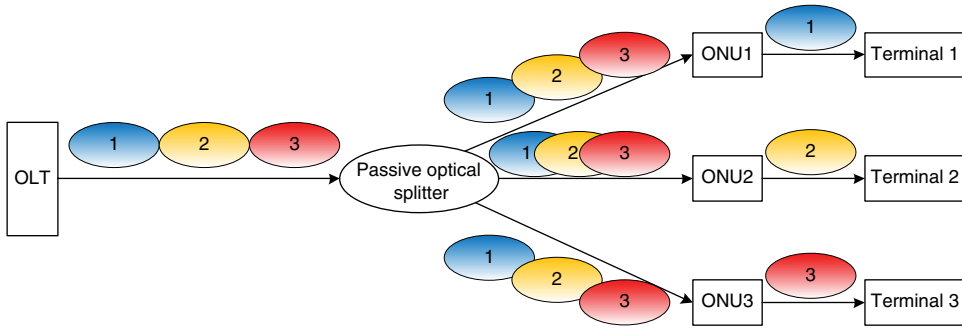 1
ONU1
Terminal 1
1
2
3
OLT
1
2
3
Passive optical
splitter
1
2
3
ONU2
2
Terminal 2
1
2
3
ONU3
3
Terminal 3